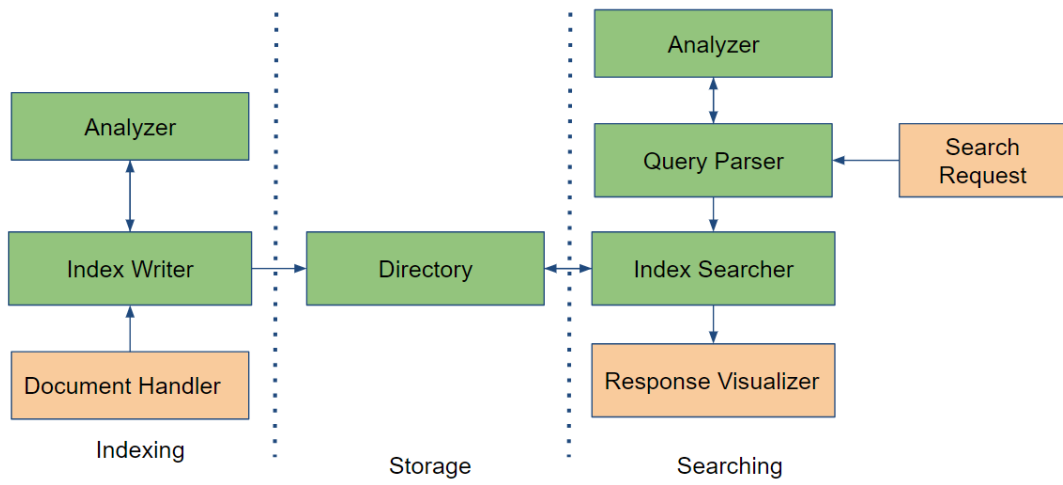 Analyzer
Analyzer
Query Parser
Search
Request
Index Writer
Directory
Index Searcher
Document Handler
Response Visualizer
Indexing
Storage
Searching